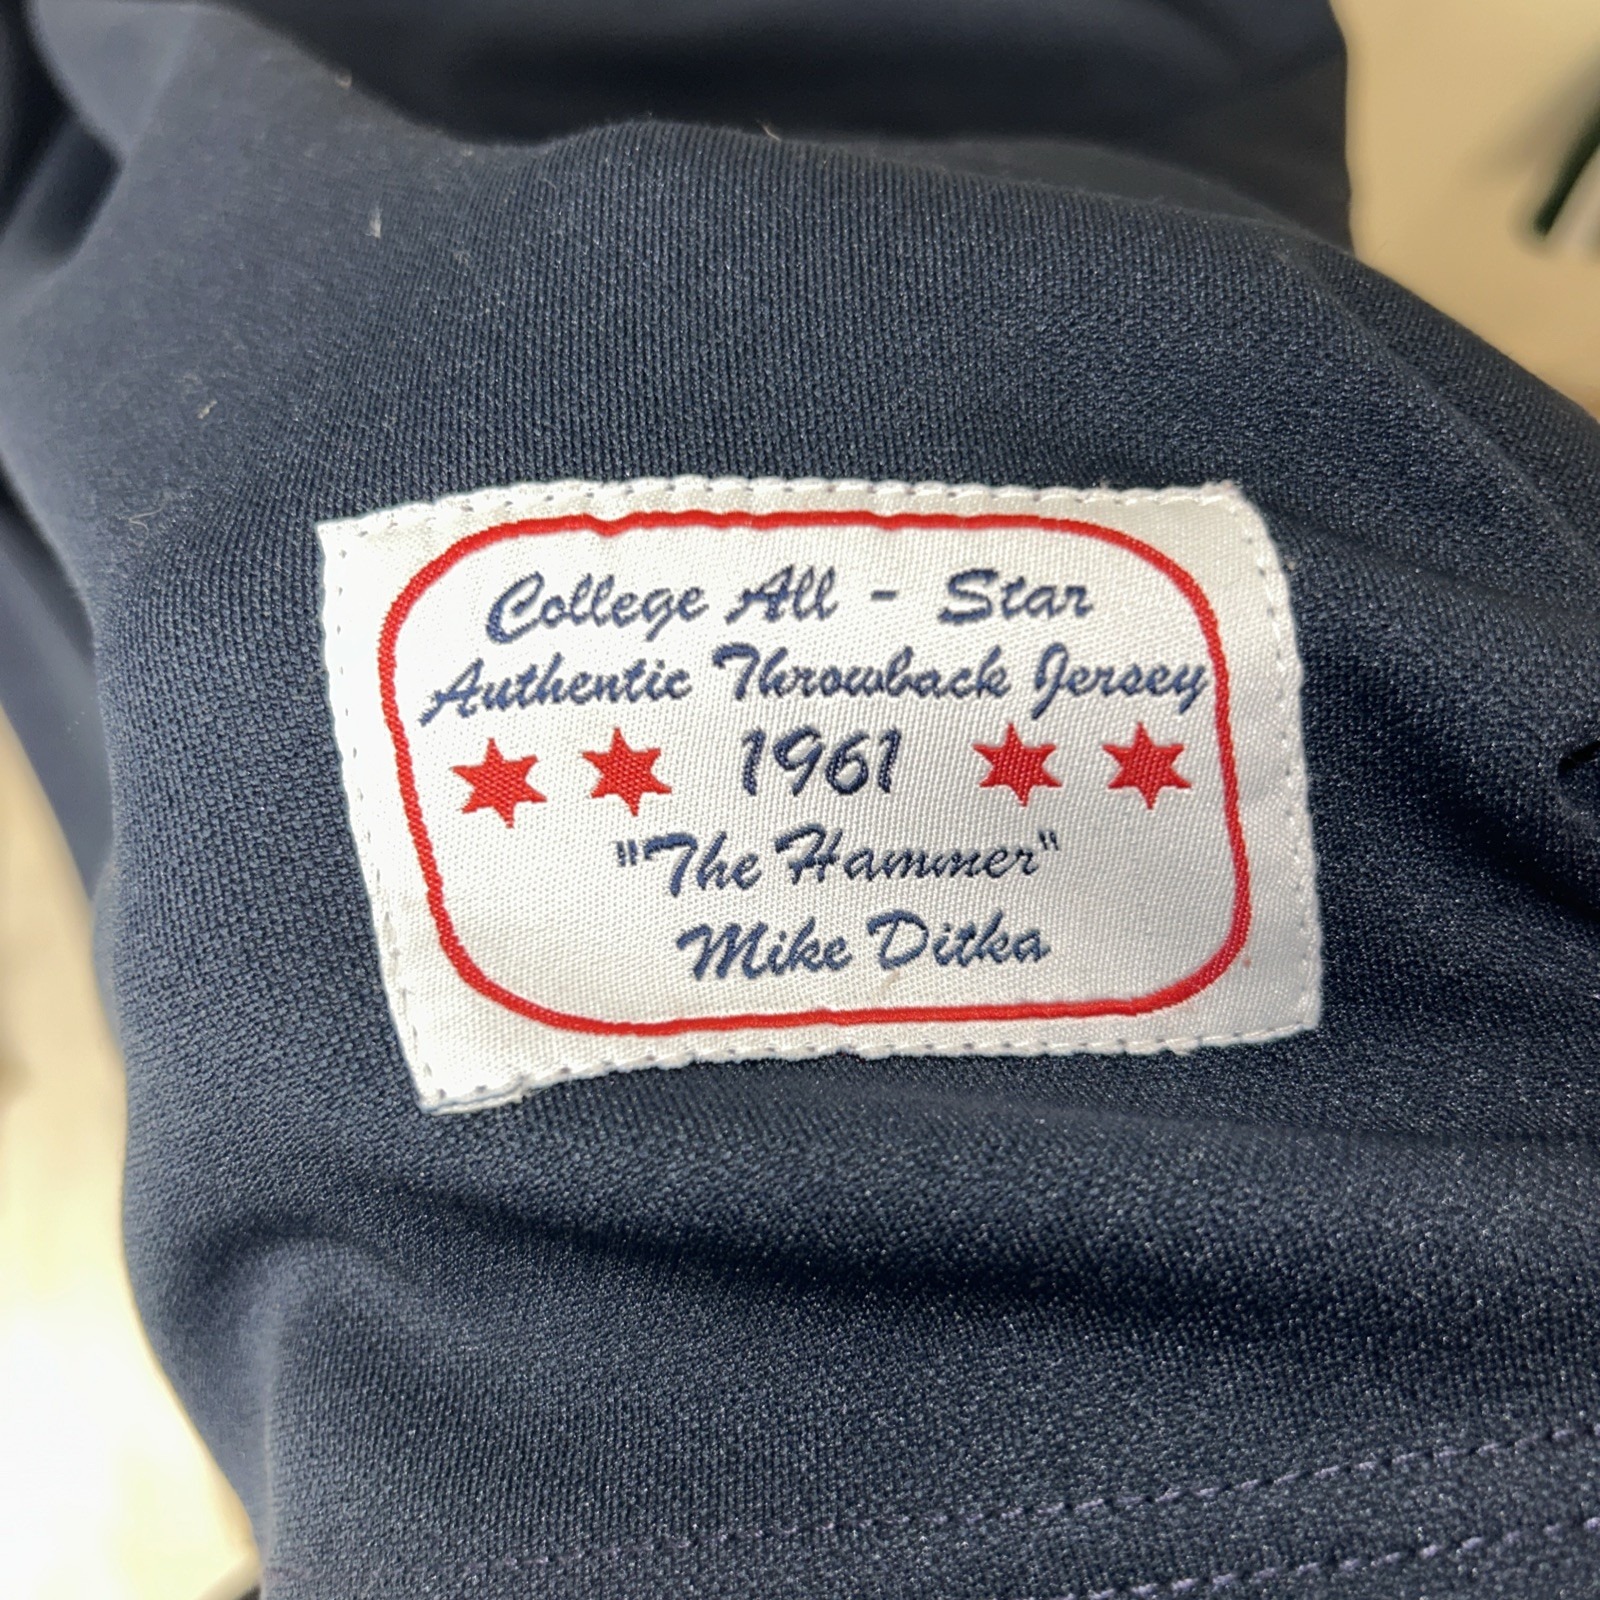 College All - Star
Authentic Throwback Jersey
1961
"The Hammer"
Mike Ditka